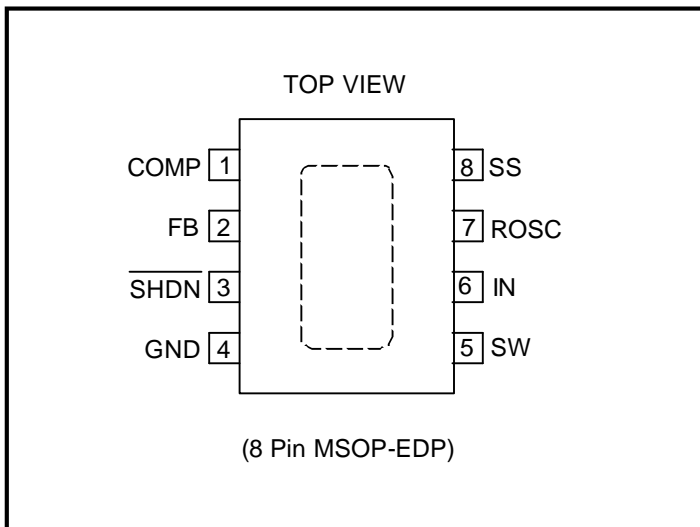 TOP VIEW
COMP 1
8 SS
FB 2
7 ROSC
SHDN 3
6 IN
GND 4
5 SW
(8 Pin MSOP-EDP)